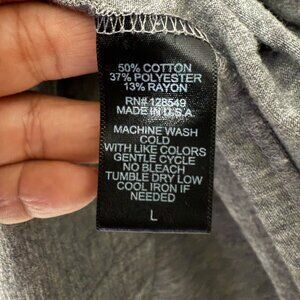 50% COTTON
37% POLYESTER
13% RAYON
RN# 128549
MADE IN U.S.A.
MACHINE WASH
COLD
WITH LIKE COLORS
GENTLE CYCLE
NO BLEACH
TUMBLE DRY LOW
COOL IRON IF
NEEDED
L